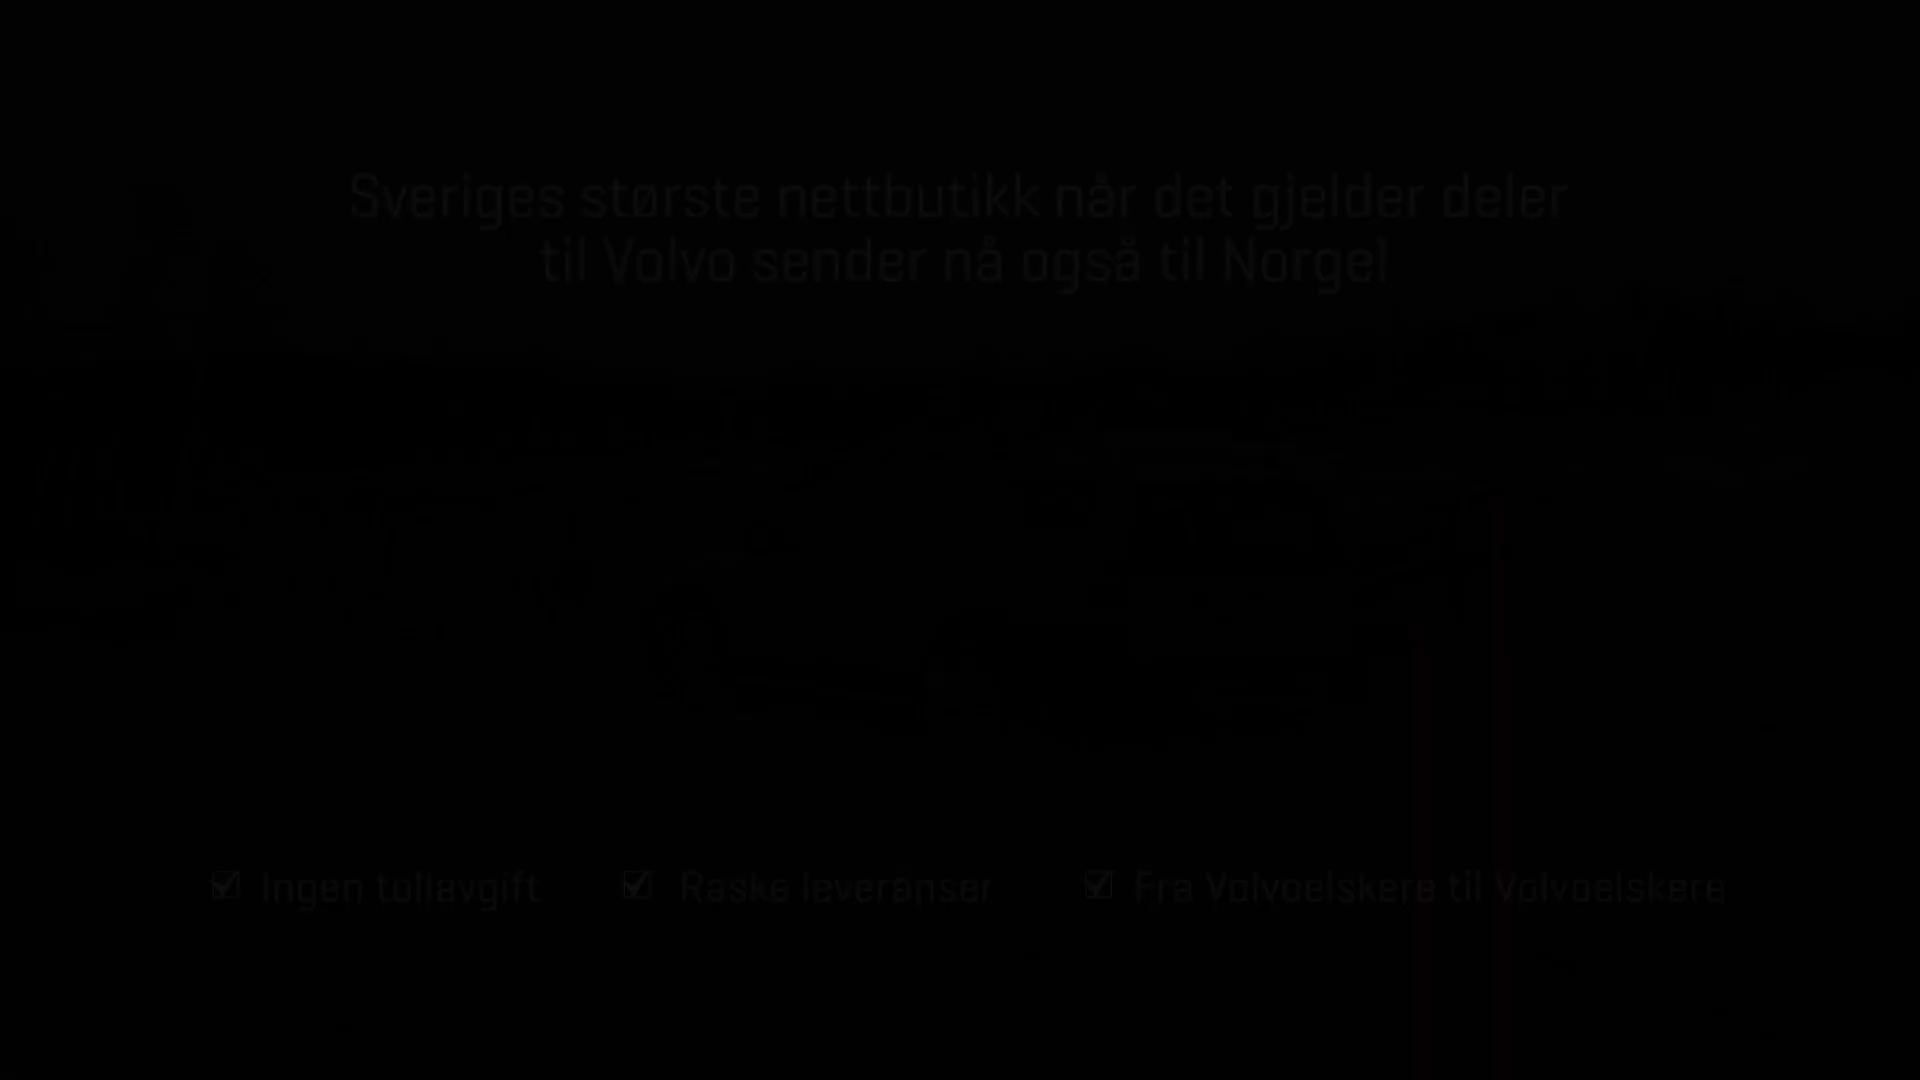 Sveriges største nettbutikk når det gjelder deler
til Volvo sender nå også til Norge!
☑ Ingen tollavgift ☑ Raske leveranser ☑ Fra Volvoelskere til Volvoelskere